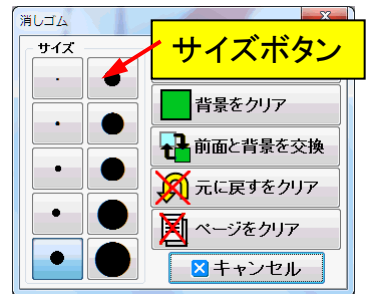 消しゴム
サイズ
サイズボタン
背景をクリア
前面と背景を交換
元に戻すをクリア
ページをクリア
キャンセル